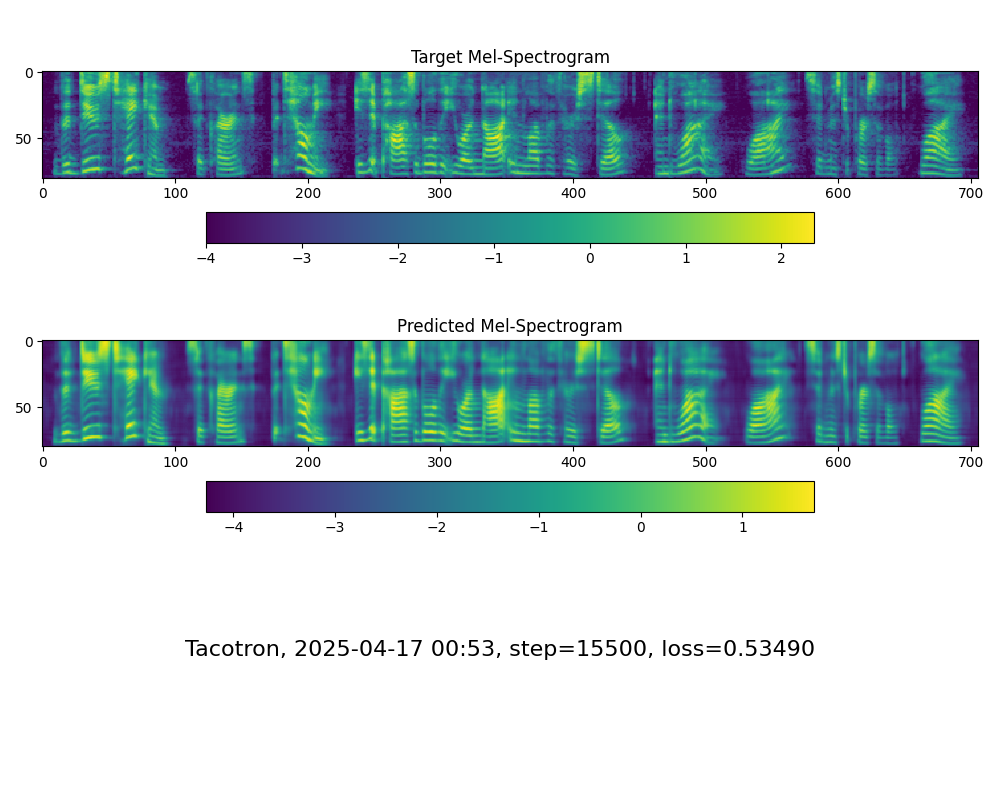 Target Mel-Spectrogram
0
50
0 100 200 300 400 500 600 700
−4 −3 −2 −1 0 1 2
Predicted Mel-Spectrogram
0
50
0 100 200 300 400 500 600 700
−4 −3 −2 −1 0 1
Tacotron, 2025-04-17 00:53, step=15500, loss=0.53490